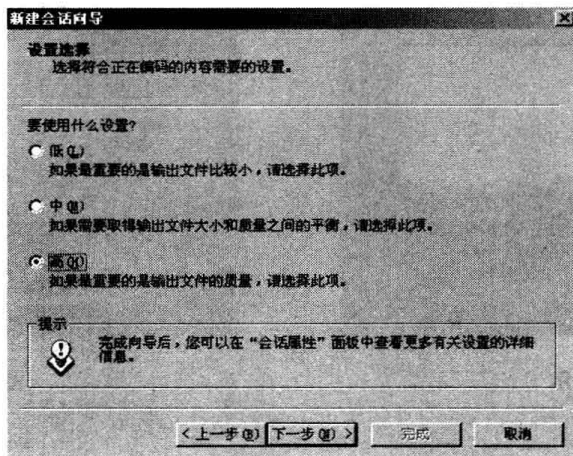 新建会话向导
设置选择
选择符合正在编码的内容需要的设置。
要使用什么设置?
低(L)
如果最重要的是输出文件比较小，请选择此项。
中(M)
如果需要取得输出文件大小和质量之间的平衡，请选择此项。
高(H)
如果最重要的是输出文件的质量，请选择此项。
提示
完成向导后，您可以在“会话属性”面板中查看更多有关设置的详细
信息。
<上一步(B) 下一步(N)> 完成 取消